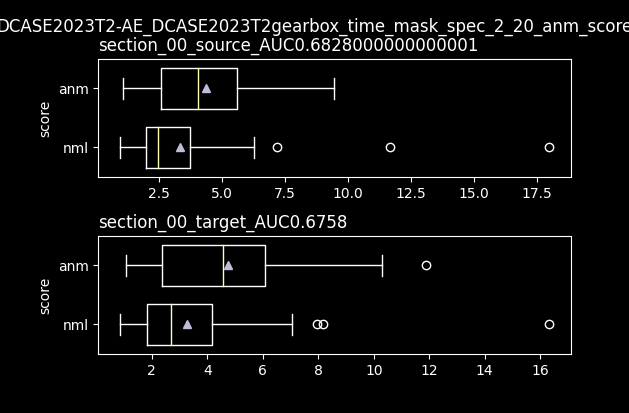 DCASE2023T2-AE_DCASE2023T2gearbox_time_mask_spec_2_20_anm_score
section_00_source_AUC0.6828000000000001
anm
nml
score
2.5 5.0 7.5 10.0 12.5 15.0 17.5
section_00_target_AUC0.6758
anm
nml
score
2 4 6 8 10 12 14 16